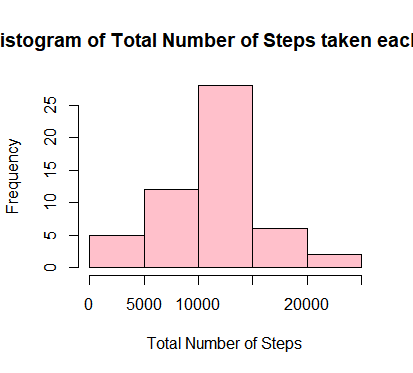 istogram of Total Number of Steps taken eac
Frequency
25
20
15
10
5
0
0 5000 10000 20000
Total Number of Steps